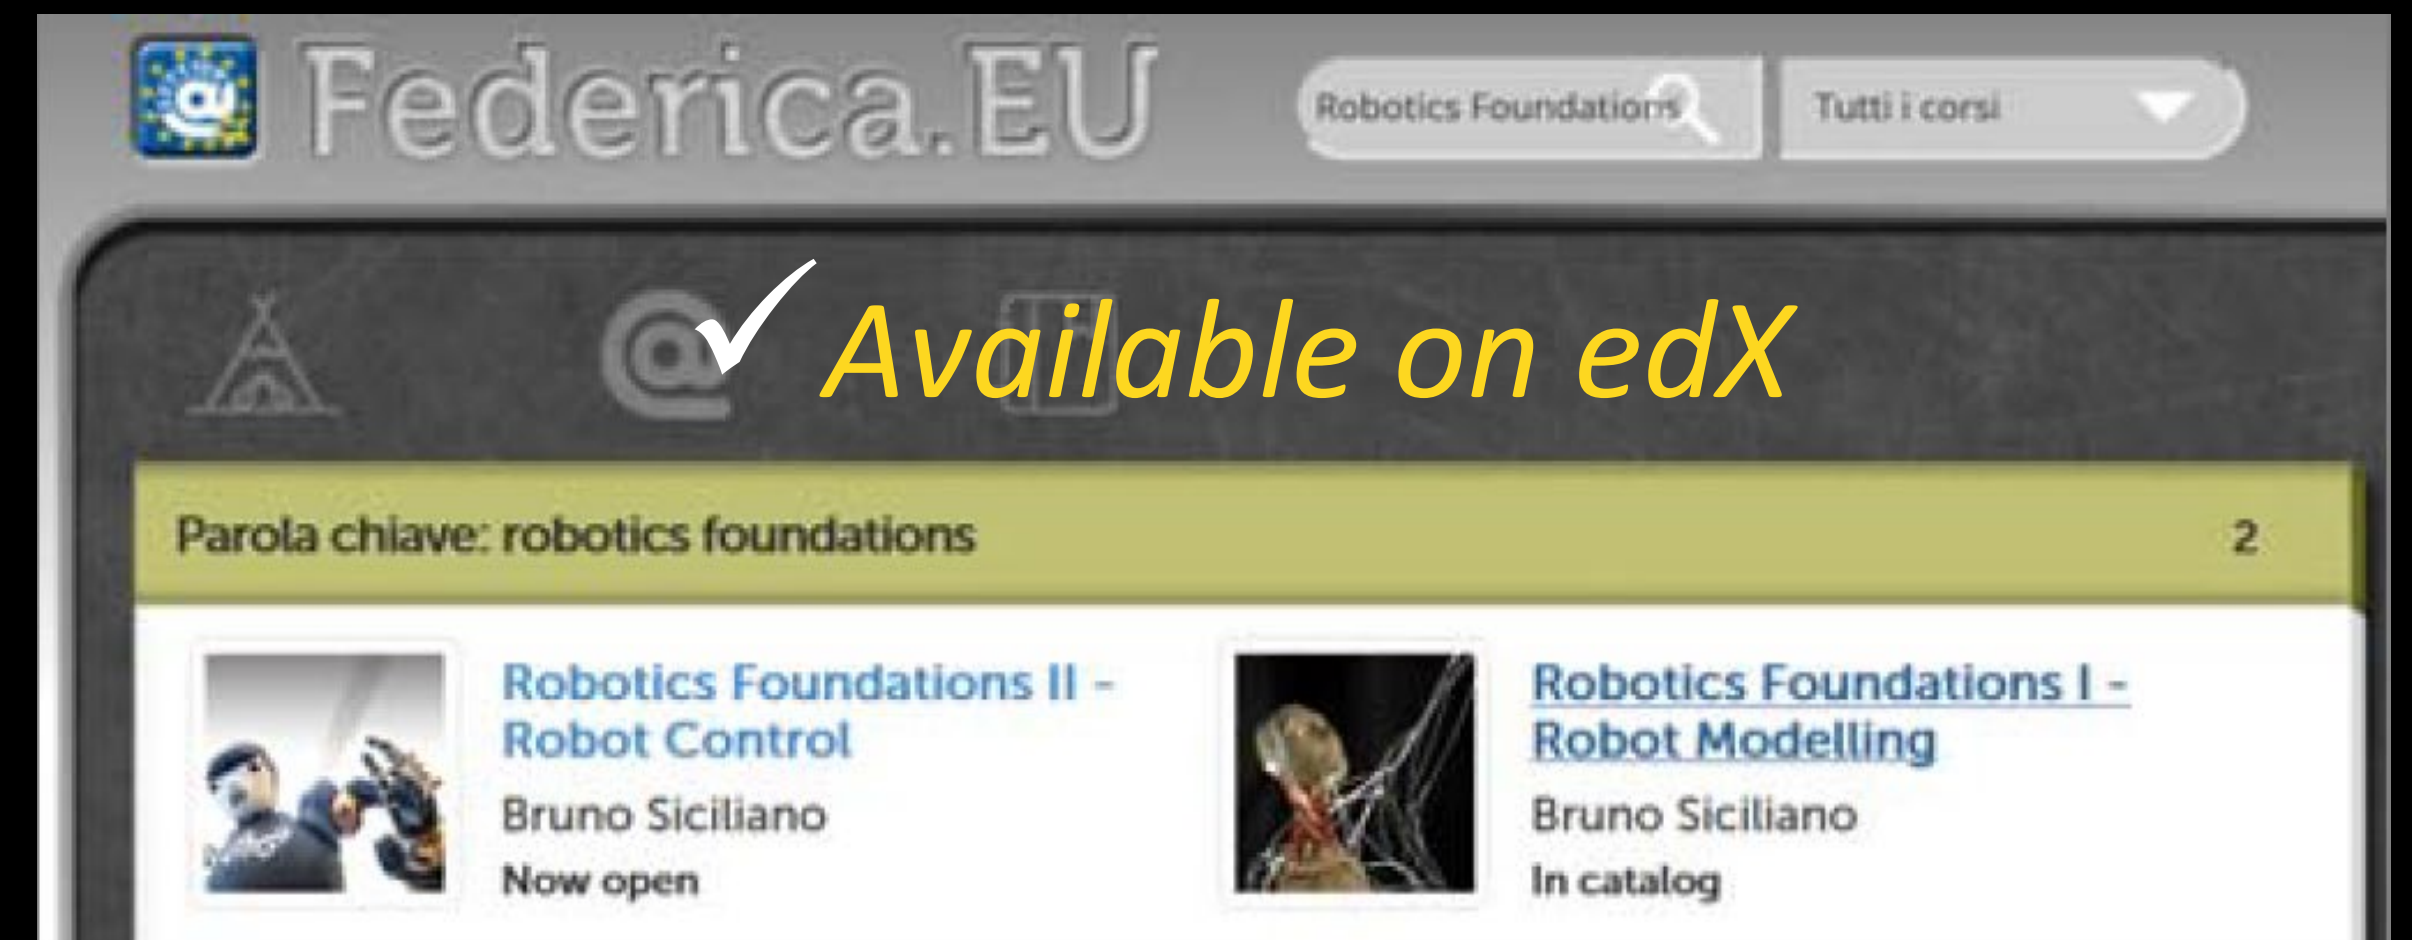 Federica.EU
Robotics Foundations
Tutti i corsi
Available on edX
Parola chiave: robotics foundations
2
Robotics Foundations II -
Robot Control
Bruno Siciliano
Now open
Robotics Foundations I -
Robot Modelling
Bruno Siciliano
In catalog